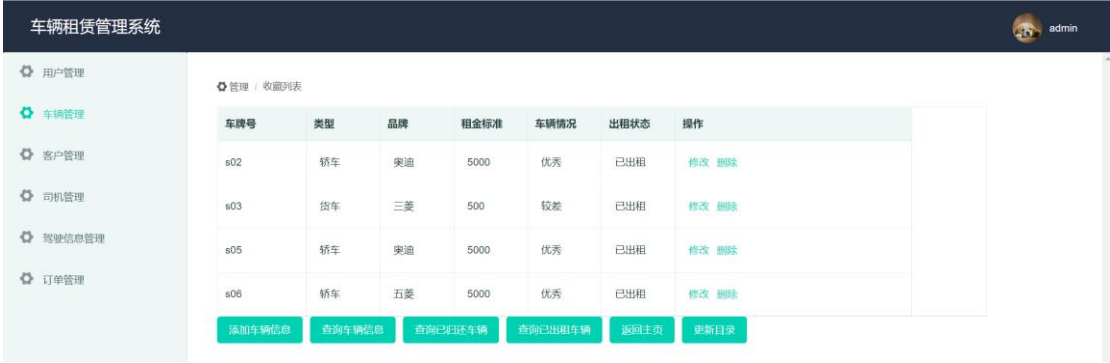 车辆租赁管理系统 admin
用户管理
车辆管理
客户管理
司机管理
驾驶信息管理
订单管理
管理 / 收藏列表
车牌号 类型 品牌 租金标准 车辆情况 出租状态 操作
s02 轿车 奥迪 5000 优秀 已出租 修改 删除
s03 货车 三菱 500 较差 已出租 修改 删除
s05 轿车 奥迪 5000 优秀 已出租 修改 删除
s06 轿车 五菱 5000 优秀 已出租 修改 删除
添加车辆信息 查询车辆信息 查询已归还车辆 查询已出租车辆 返回主页 更新目录